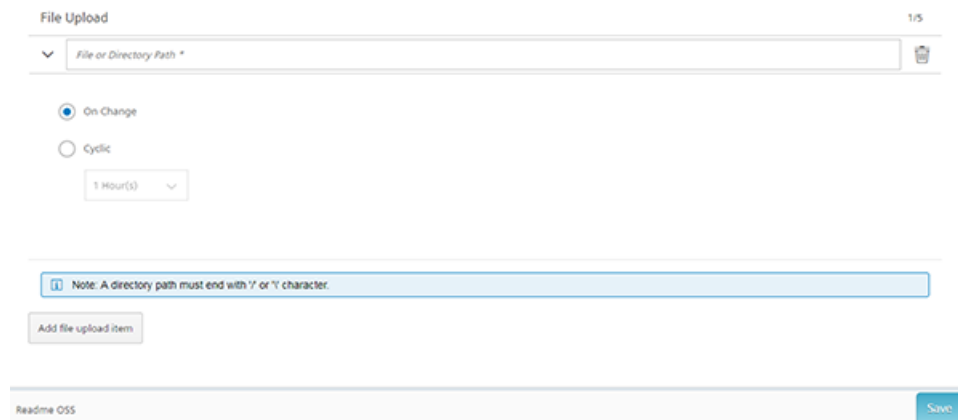 File Upload 1/5
File or Directory Path *
On Change
Cyclic
1 Hour(s)
Note: A directory path must end with '/' or '\' character.
Add file upload item
Readme OSS Save